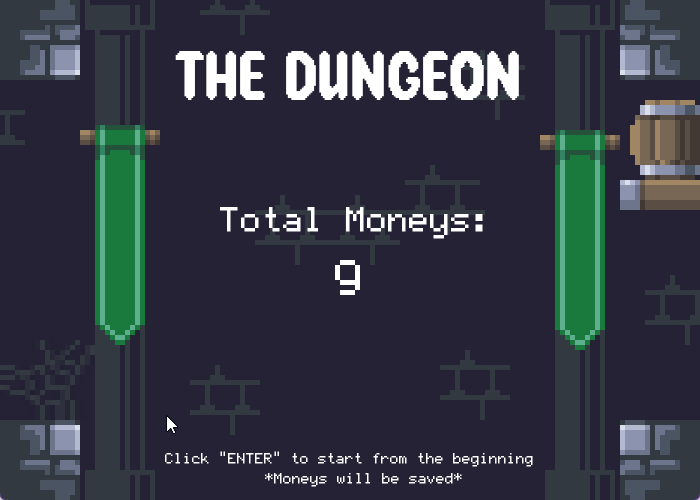 THE DUNGEON
Total Moneys:
9
Click "ENTER" to start from the beginning
*Moneys will be saved*